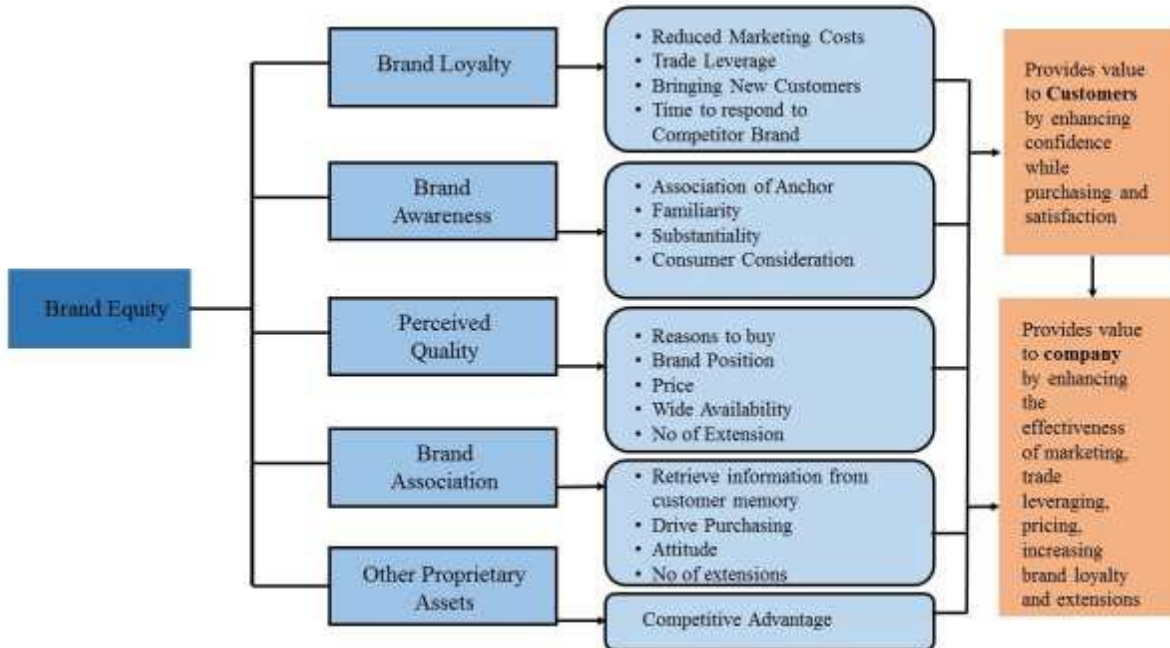 Brand Equity
Brand Loyalty
• Reduced Marketing Costs
• Trade Leverage
• Bringing New Customers
• Time to respond to
Competitor Brand
Brand
Awareness
• Association of Anchor
• Familiarity
• Substantiality
• Consumer Consideration
Perceived
Quality
• Reasons to buy
• Brand Position
• Price
• Wide Availability
• No of Extension
Brand
Association
• Retrieve information from
customer memory
• Drive Purchasing
• Attitude
• No of extensions
Other Proprietary
Assets
Competitive Advantage
Provides value
to Customers
by enhancing
confidence
while
purchasing and
satisfaction
Provides value
to company
by enhancing
the
effectiveness
of marketing,
trade
leveraging,
pricing,
increasing
brand loyalty
and extensions